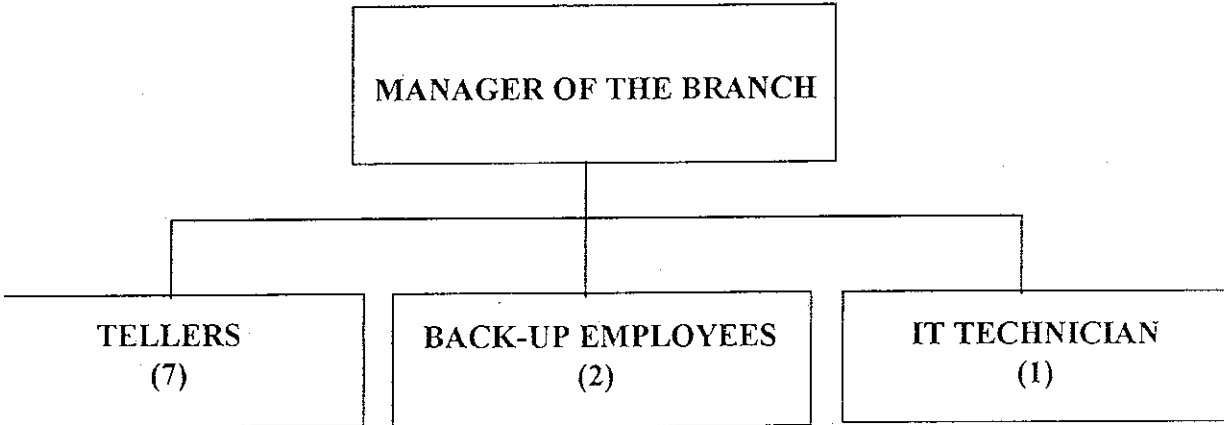 MANAGER OF THE BRANCH
TELLERS
(7)
BACK-UP EMPLOYEES
(2)
IT TECHNICIAN
(1)